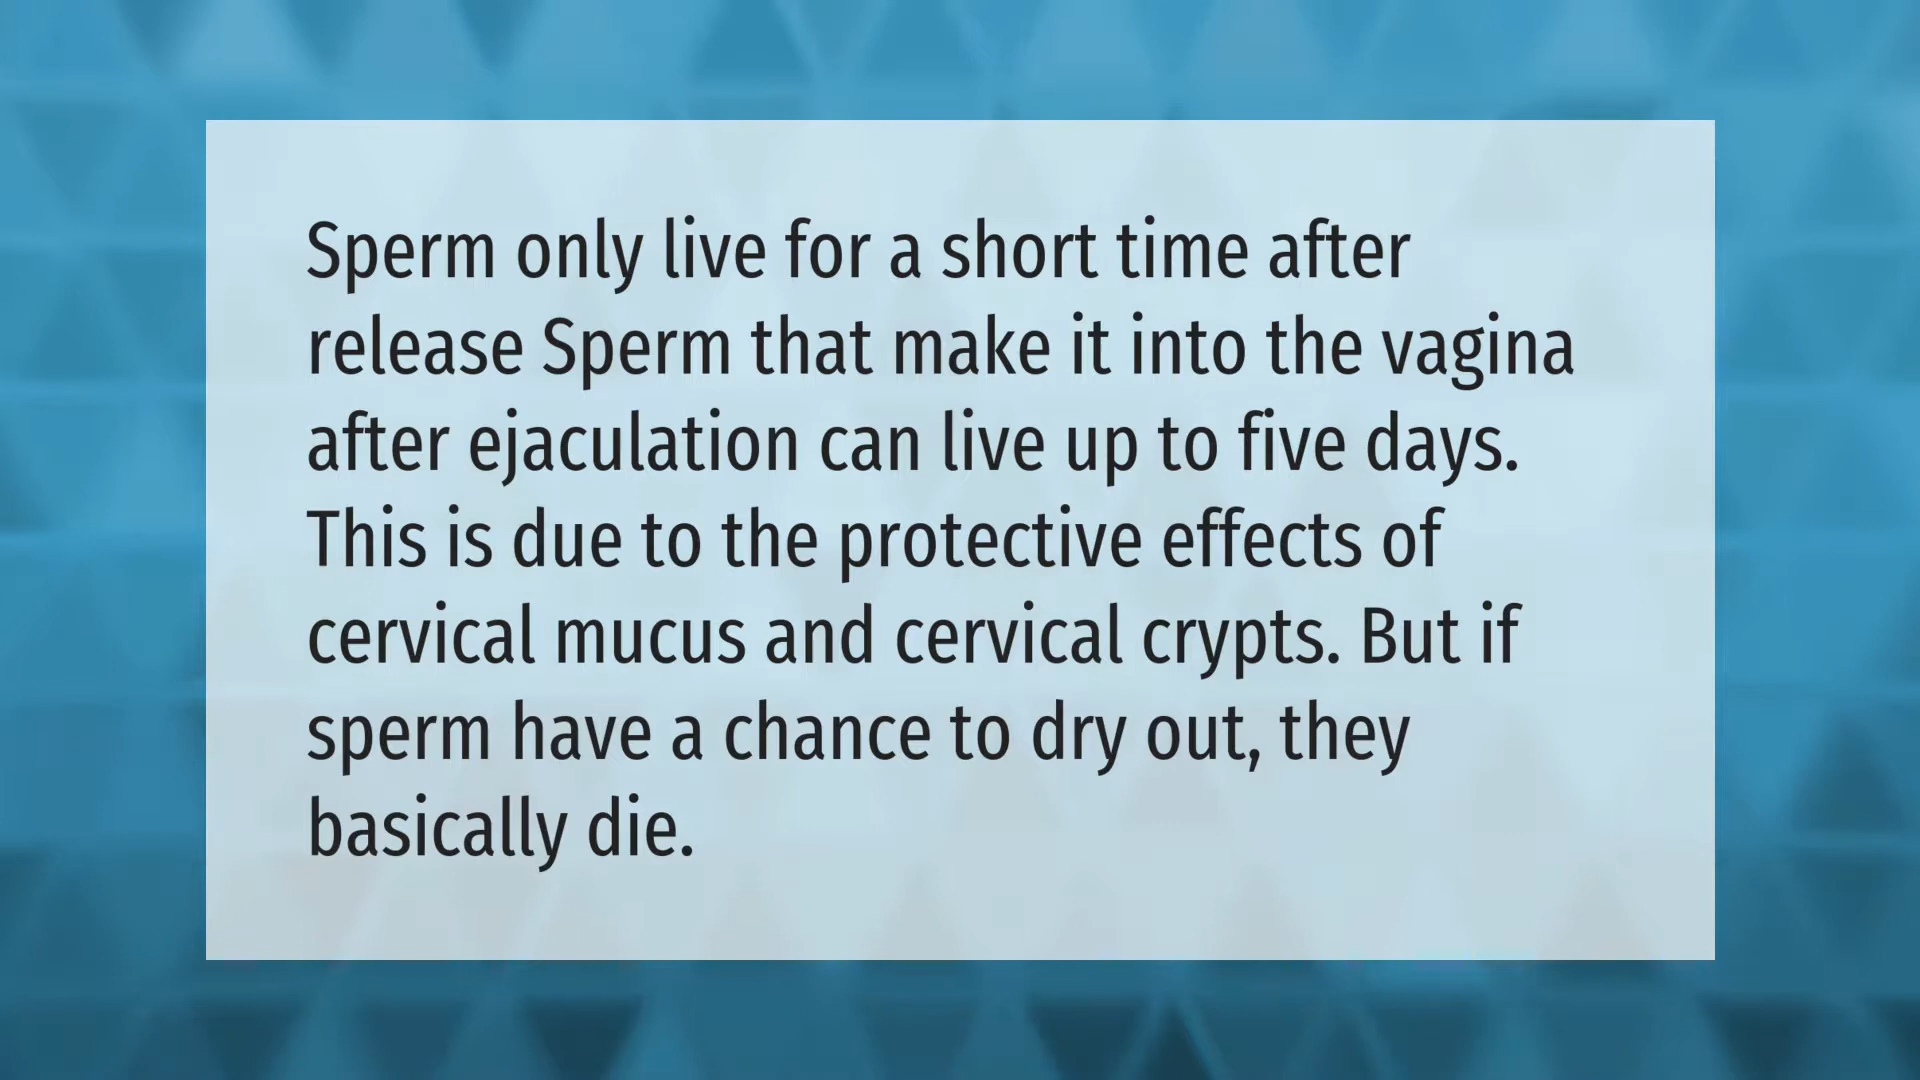 Sperm only live for a short time after
release Sperm that make it into the vagina
after ejaculation can live up to five days.
This is due to the protective effects of
cervical mucus and cervical crypts. But if
sperm have a chance to dry out, they
basically die.